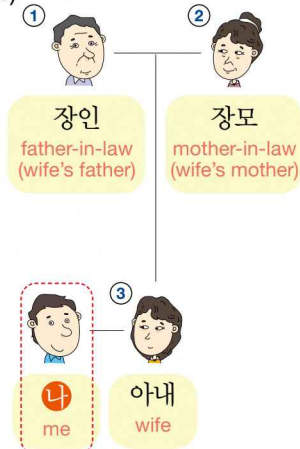 ① ②
장인 장모
father-in-law mother-in-law
(wife's father) (wife's mother)
③
나 아내
me wife